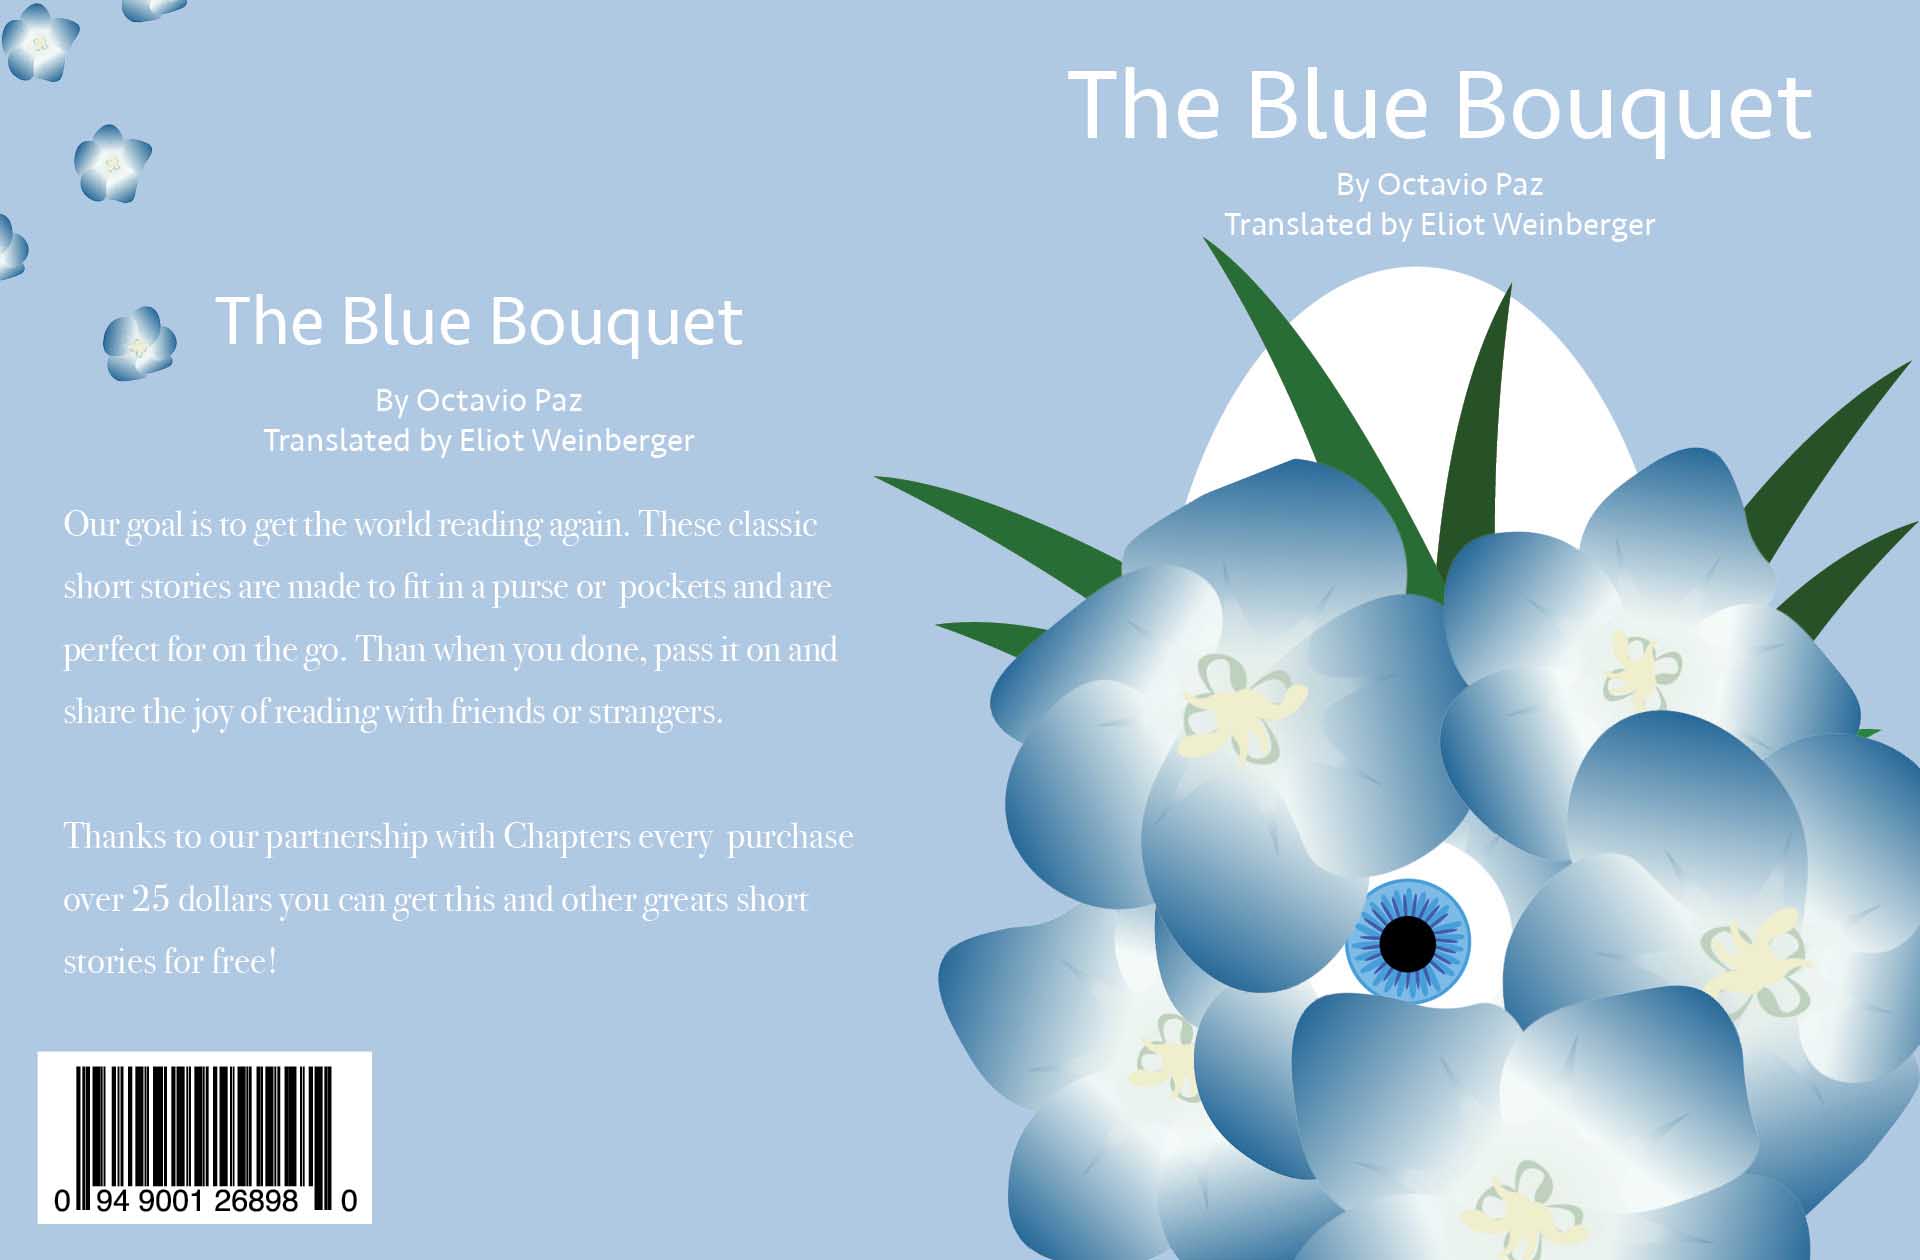 The Blue Bouquet
By Octavio Paz
Translated by Eliot Weinberger
Our goal is to get the world reading again. These classic
short stories are made to fit in a purse or pockets and are
perfect for on the go. Than when you done, pass it on and
share the joy of reading with friends or strangers.
Thanks to our partnership with Chapters every purchase
over 25 dollars you can get this and other greats short
stories for free!
0 94 9001 26898 0
The Blue Bouquet
By Octavio Paz
Translated by Eliot Weinberger